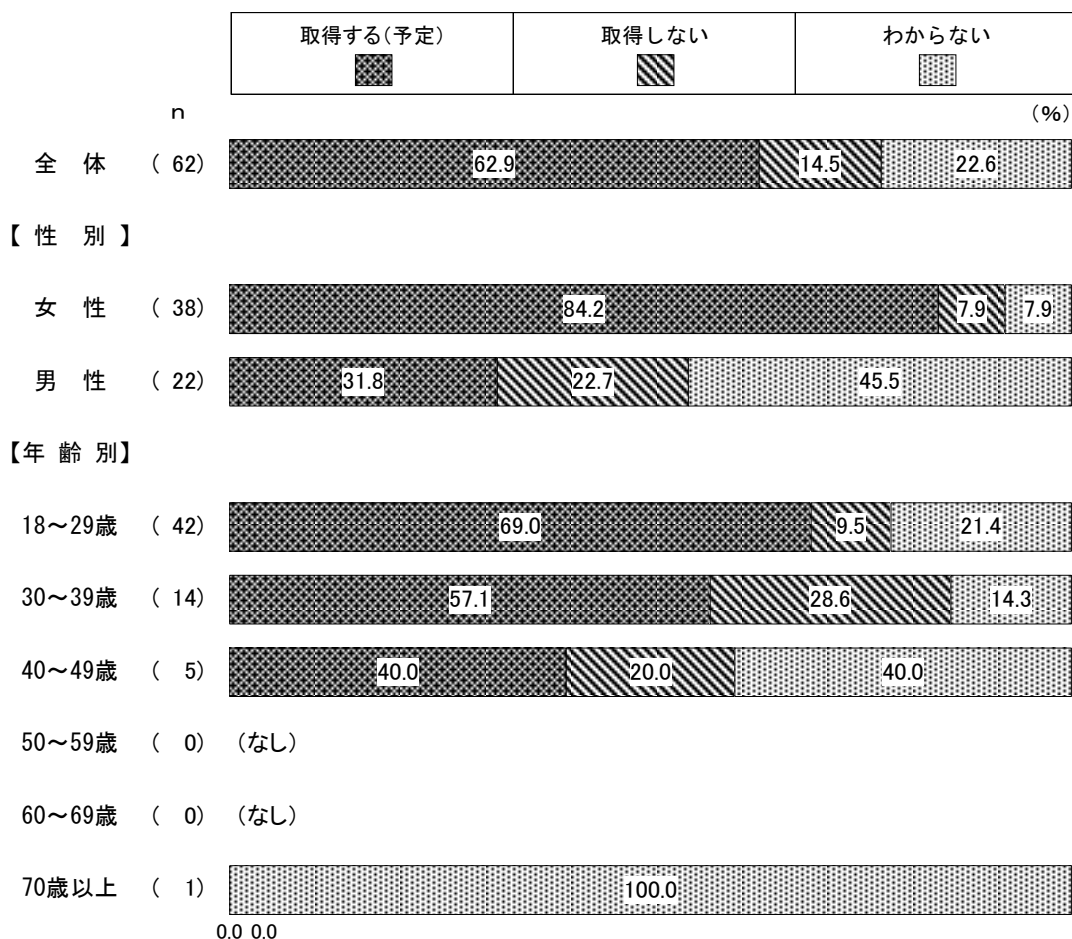 取得する(予定) 取得しない わからない
n (%)
全 体 ( 62) 62.9 14.5 22.6
【 性 別 】
女 性 ( 38) 84.2 7.9 7.9
男 性 ( 22) 31.8 22.7 45.5
【年 齢 別】
18～29歳 ( 42) 69.0 9.5 21.4
30～39歳 ( 14) 57.1 28.6 14.3
40～49歳 ( 5) 40.0 20.0 40.0
50～59歳 ( 0) (なし)
60～69歳 ( 0) (なし)
70歳以上 ( 1) 100.0
0.0 0.0